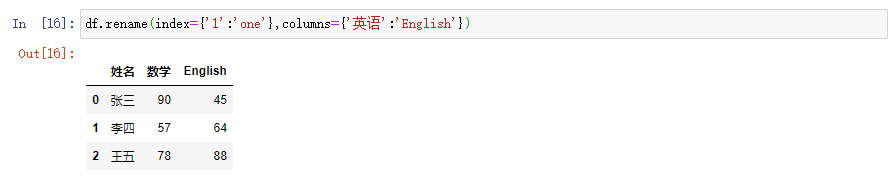 In [16]: df.rename(index={'1':'one'},columns={'英语':'English'})
Out[16]:
姓名 数学 English
0 张三 90 45
1 李四 57 64
2 王五 78 88